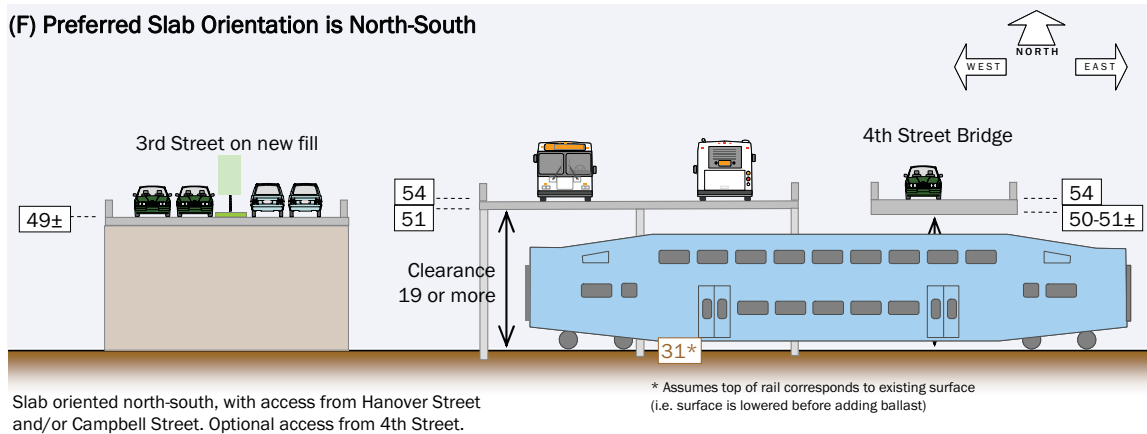 (F) Preferred Slab Orientation is North-South
NORTH
WEST
EAST
3rd Street on new fill
4th Street Bridge
49±
54
51
54
50-51±
Clearance
19 or more
31*
* Assumes top of rail corresponds to existing surface
(i.e. surface is lowered before adding ballast)
Slab oriented north-south, with access from Hanover Street
and/or Campbell Street. Optional access from 4th Street.